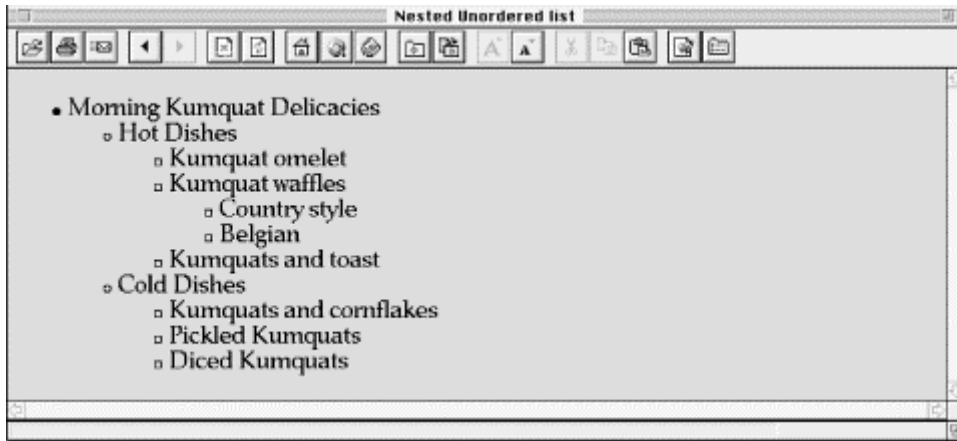 Nested Unordered list
Morning Kumquat Delicacies
Hot Dishes
Kumquat omelet
Kumquat waffles
Country style
Belgian
Kumquats and toast
Cold Dishes
Kumquats and cornflakes
Pickled Kumquats
Diced Kumquats